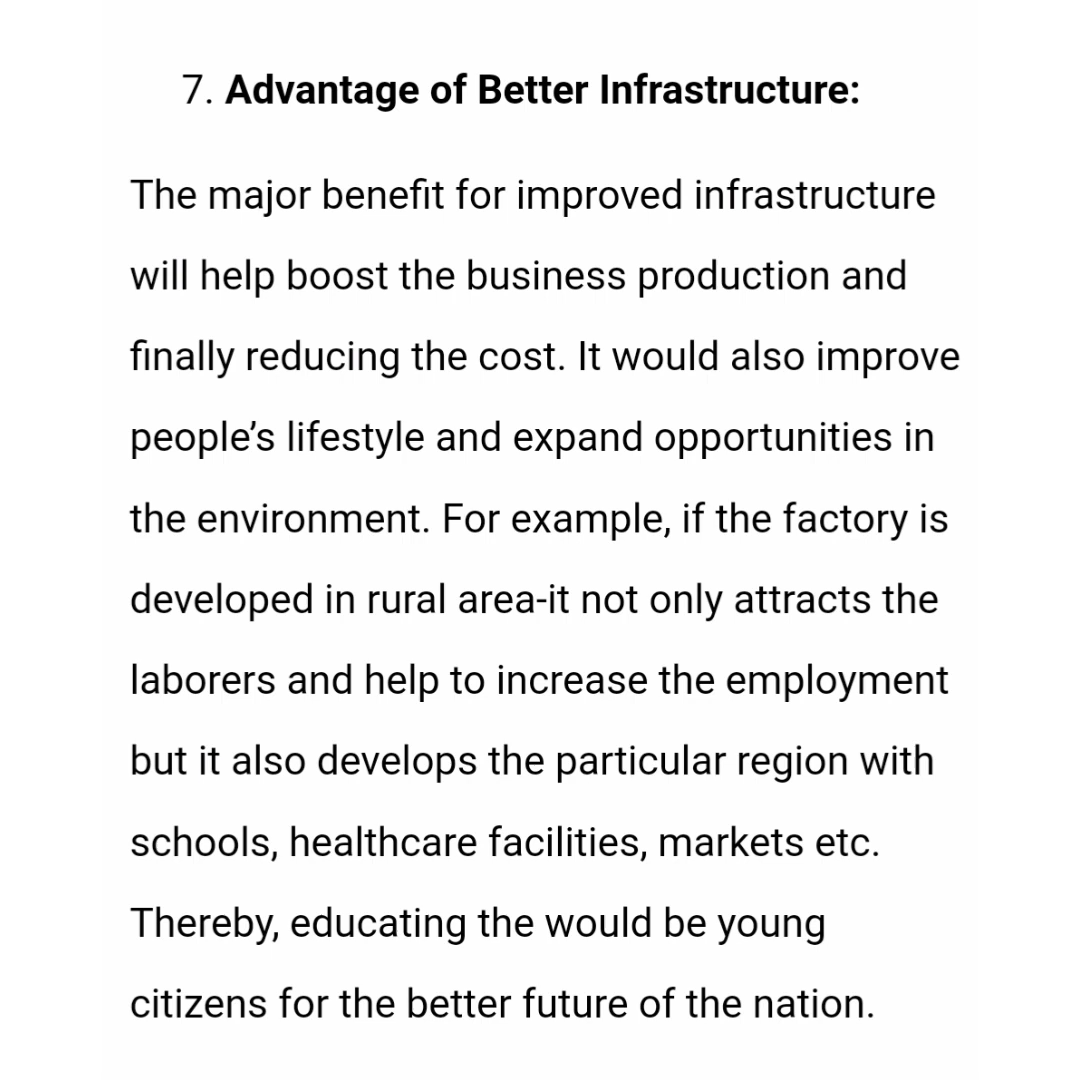 7. Advantage of Better Infrastructure:
The major benefit for improved infrastructure
will help boost the business production and
finally reducing the cost. It would also improve
people’s lifestyle and expand opportunities in
the environment. For example, if the factory is
developed in rural area-it not only attracts the
laborers and help to increase the employment
but it also develops the particular region with
schools, healthcare facilities, markets etc.
Thereby, educating the would be young
citizens for the better future of the nation.